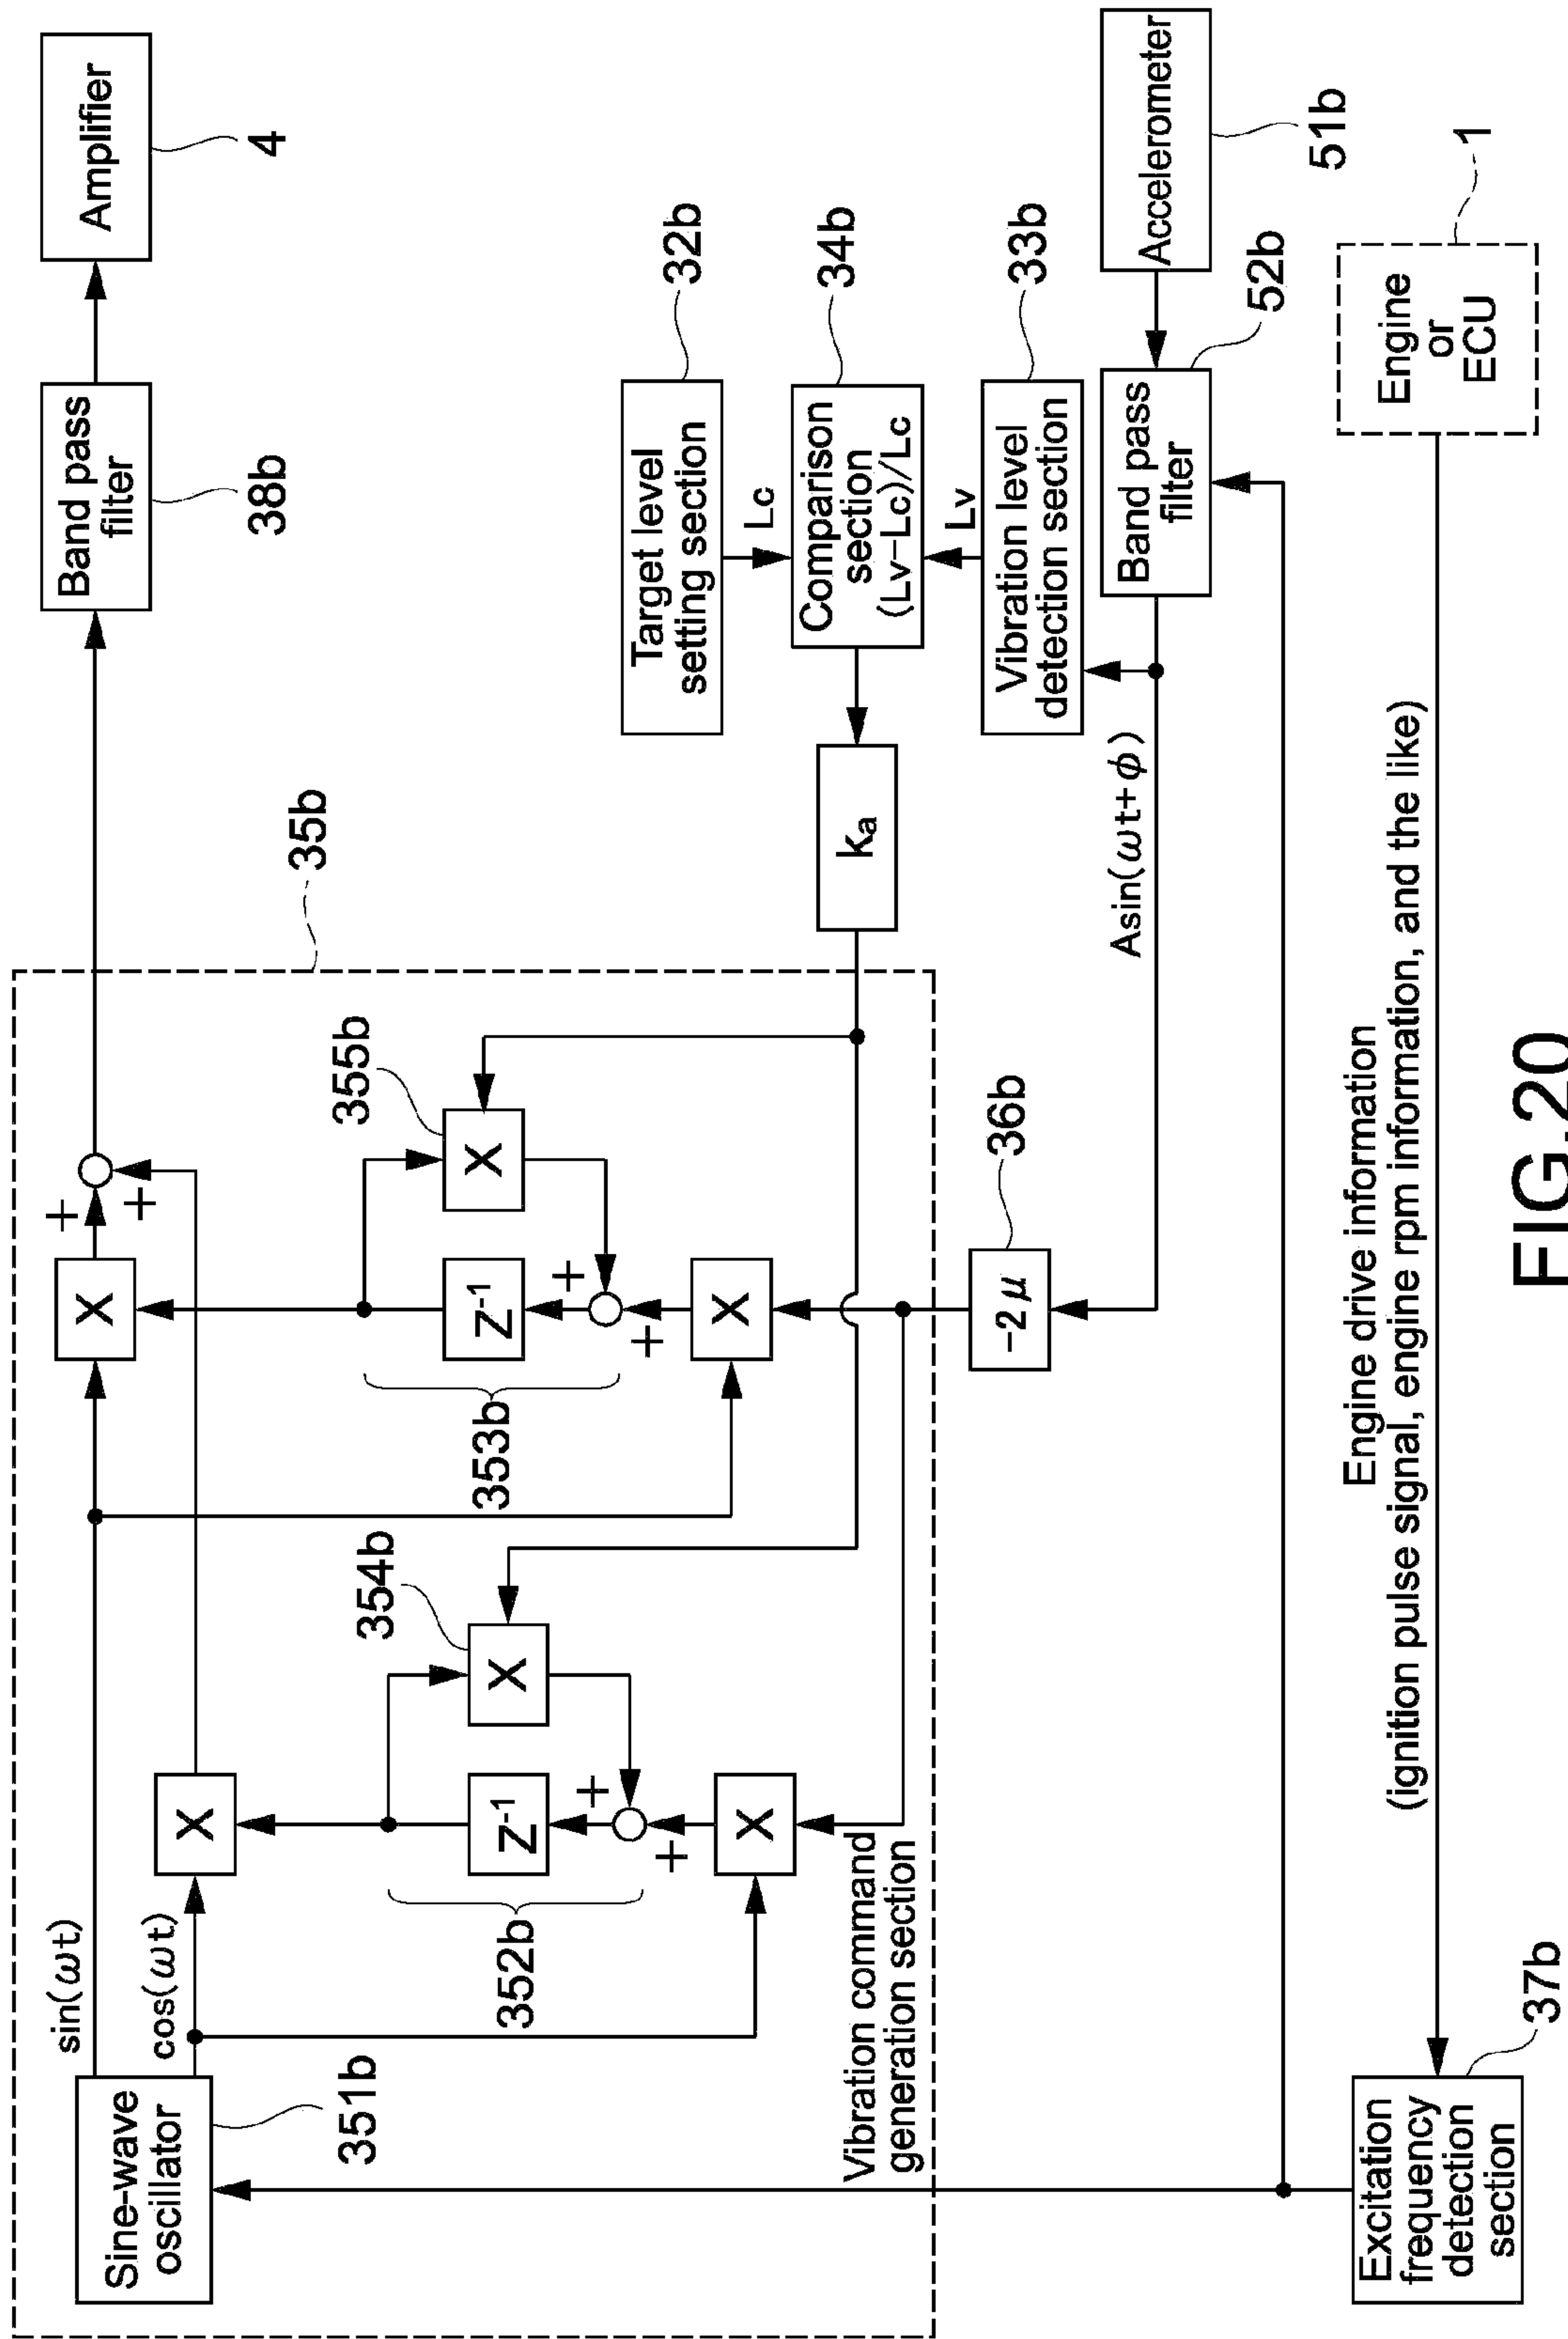 sin(ωt)
cos(ωt)
Sine-wave
oscillator
351b
X
X
X
X
352b
Z⁻¹
+
+
354b
353b
Z⁻¹
+
+
355b
X
X
+
+
35b
Vibration command
generation section
Band pass
filter
38b
Amplifier
4
Target level
setting section
32b
Lc
Comparison
section
(Lv-Lc)/Lc
34b
Lv
Vibration level
detection section
33b
ka
-2μ
36b
Asin(ωt+φ)
Band pass
filter
52b
Accelerometer
51b
Engine
or
ECU
1
Engine drive information
(ignition pulse signal, engine rpm information, and the like)
Excitation
frequency
detection
section
37b
FIG.20